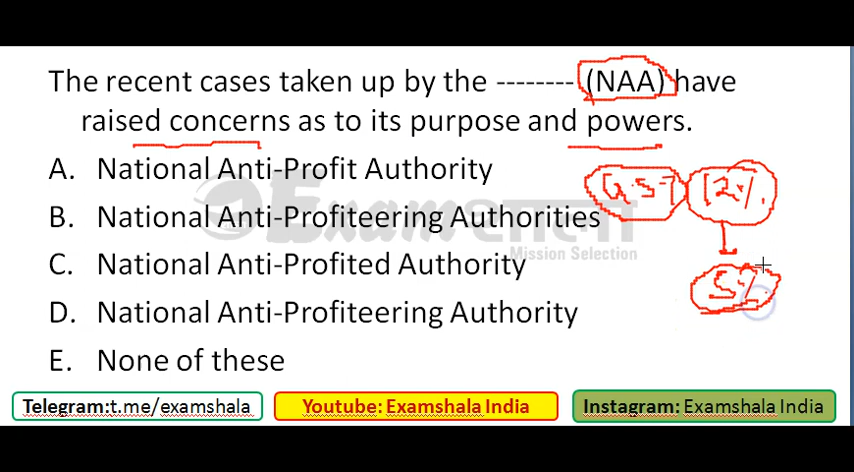 The recent cases taken up by the -------- (NAA) have
raised concerns as to its purpose and powers.
A. National Anti-Profit Authority
G.S.T 12%.
B. National Anti-Profiteering Authorities
Mission Selection
C. National Anti-Profited Authority
5%.
D. National Anti-Profiteering Authority
E. None of these
Telegram:t.me/examshala Youtube: Examshala India Instagram: Examshala India